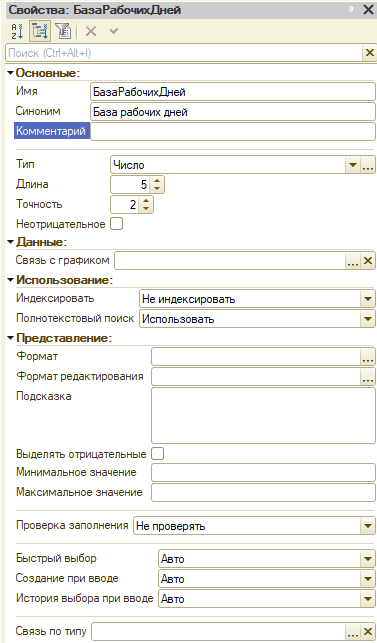 Свойства: БазаРабочихДней
Поиск (Ctrl+Alt+I)
Основные:
Имя БазаРабочихДней
Синоним База рабочих дней
Комментарий
Тип Число
Длина 5
Точность 2
Неотрицательное
Данные:
Связь с графиком
Использование:
Индексировать Не индексировать
Полнотекстовый поиск Использовать
Представление:
Формат
Формат редактирования
Подсказка
Выделять отрицательные
Минимальное значение
Максимальное значение
Проверка заполнения Не проверять
Быстрый выбор Авто
Создание при вводе Авто
История выбора при вводе Авто
Связь по типу